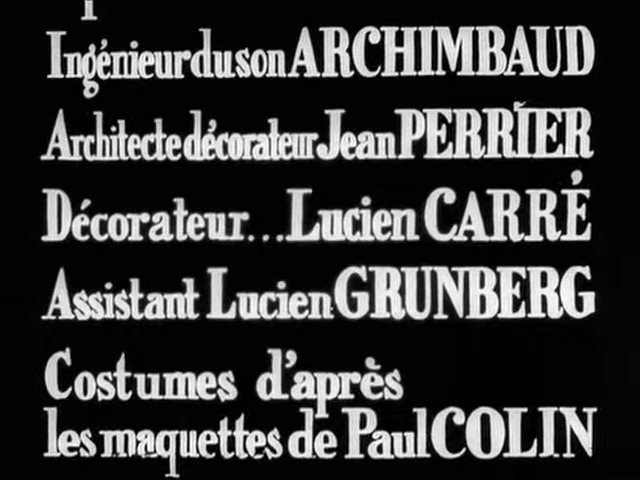 Ingénieur du son ARCHIMBAUD
Architecte décorateur Jean PERRIER
Décorateur...Lucien CARRÉ
Assistant Lucien GRUNBERG
Costumes d'après
les maquettes de Paul COLIN